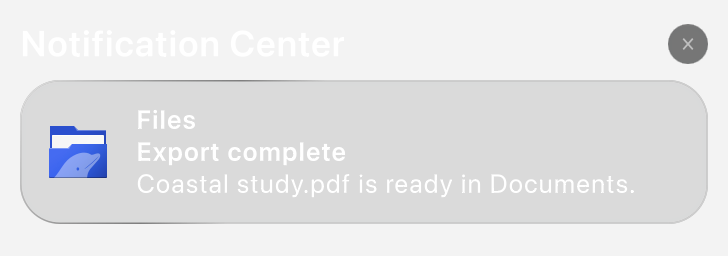 Notification Center
Files
Export complete
Coastal study.pdf is ready in Documents.